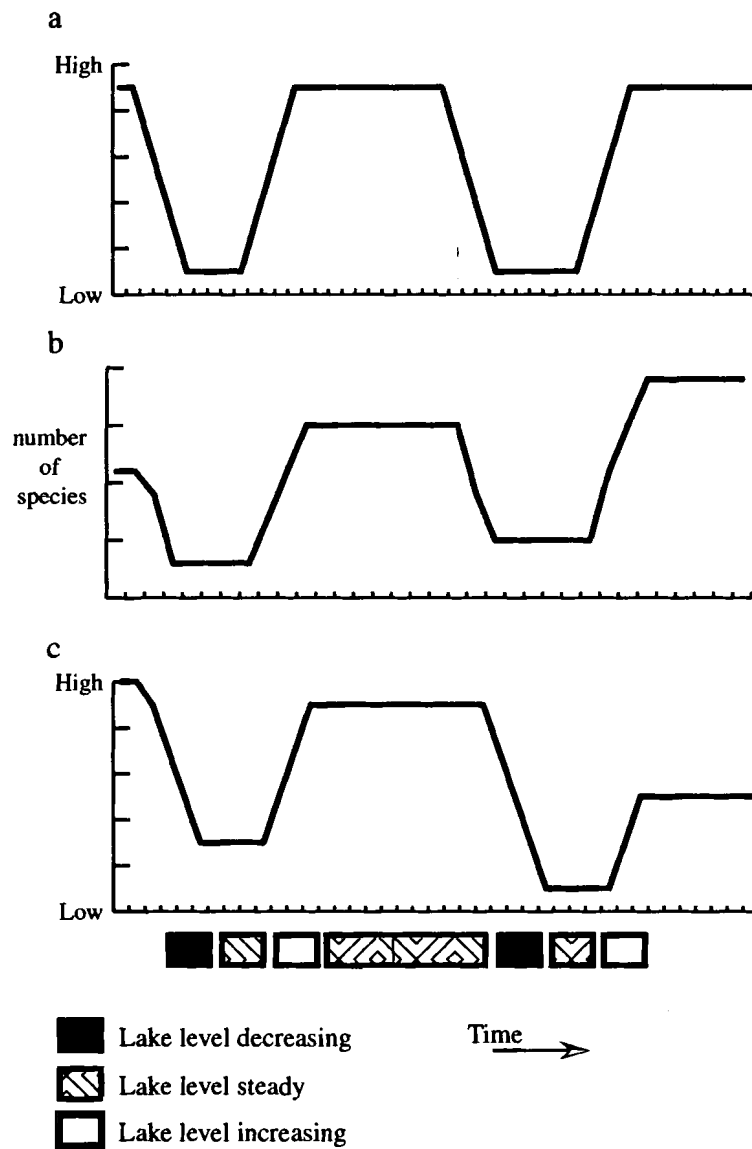 a
High
Low
b
number
of
species
c
High
Low
Time
Lake level decreasing
Lake level steady
Lake level increasing